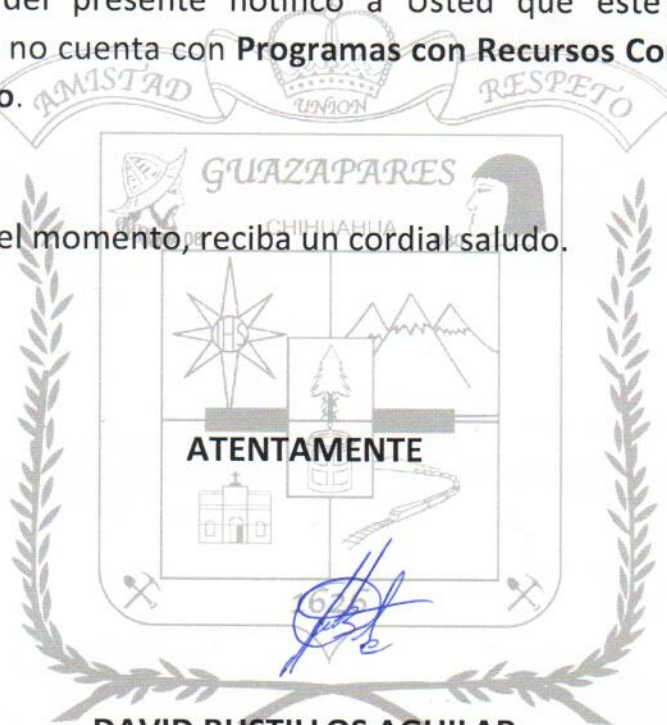 del presente notifico a Usted que este
no cuenta con Programas con Recursos Co
o.
AMISTAD
UNION
RESPETO
GUAZAPARES
CHIHUAHUA
el momento, reciba un cordial saludo.
IHS
ATENTAMENTE
1626
DAVID BUSTILLOS AGUILAR